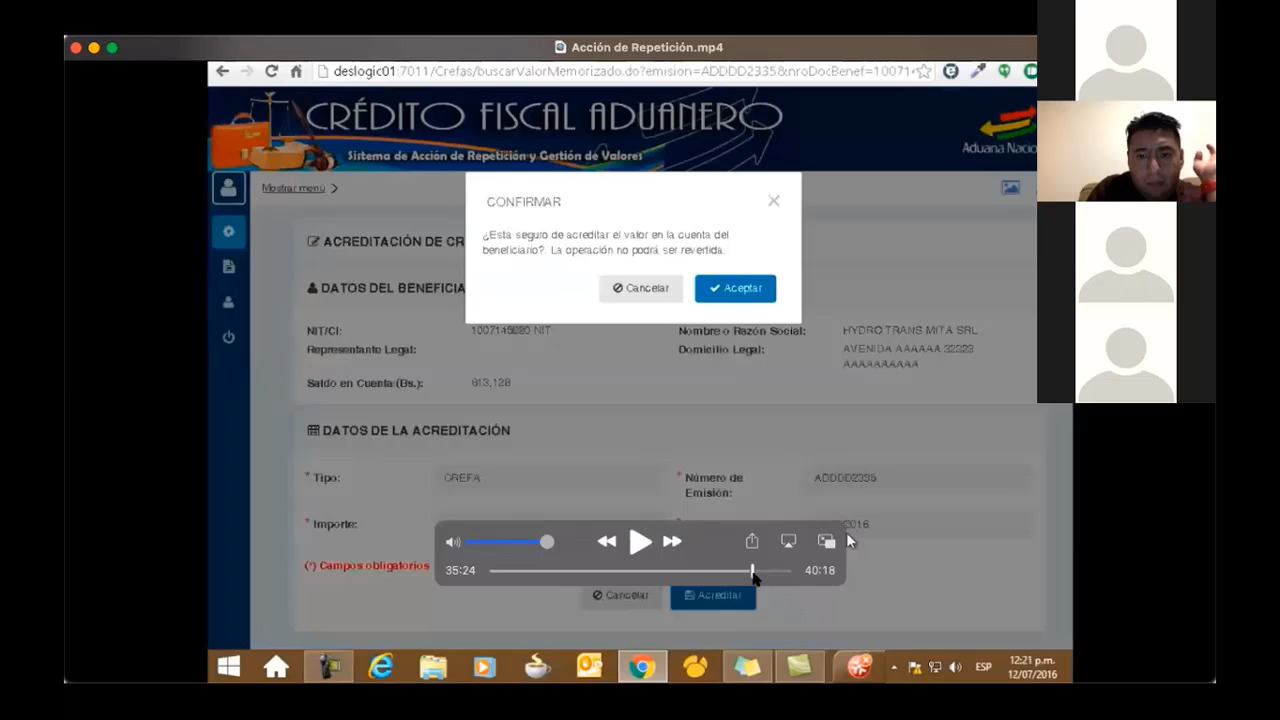 Acción de Repetición.mp4
deslogic01:7011/Crefas/buscarValorMemorizado.do?emision=ADDDD2335&nroDocBenef=10071
CRÉDITO FISCAL ADUANERO
Sistema de Acción de Repetición y Gestión de Valores
Aduana Nacio
Mostrar menú
CONFIRMAR
¿Esta seguro de acreditar el valor en la cuenta del
beneficiario?. La operación no podrá ser revertida.
Cancelar
Aceptar
ACREDITACIÓN DE CR
DATOS DEL BENEFICIA
NIT/CI:
NIT
Nombre o Razón Social:
HYDRO TRANS MITA SRL
Representante Legal:
Domicilio Legal:
AVENIDA AAAAAA 32323
AAAAAAAAAA
Saldo en Cuenta (Bs.):
613,128
DATOS DE LA ACREDITACIÓN
* Tipo:
CREFA
* Número de
Emisión:
ADDDD2335
* Importe:
*
2016
35:24
40:18
(*) Campos obligatorios
Cancelar
Acreditar
ESP
12:21 p.m.
12/07/2016